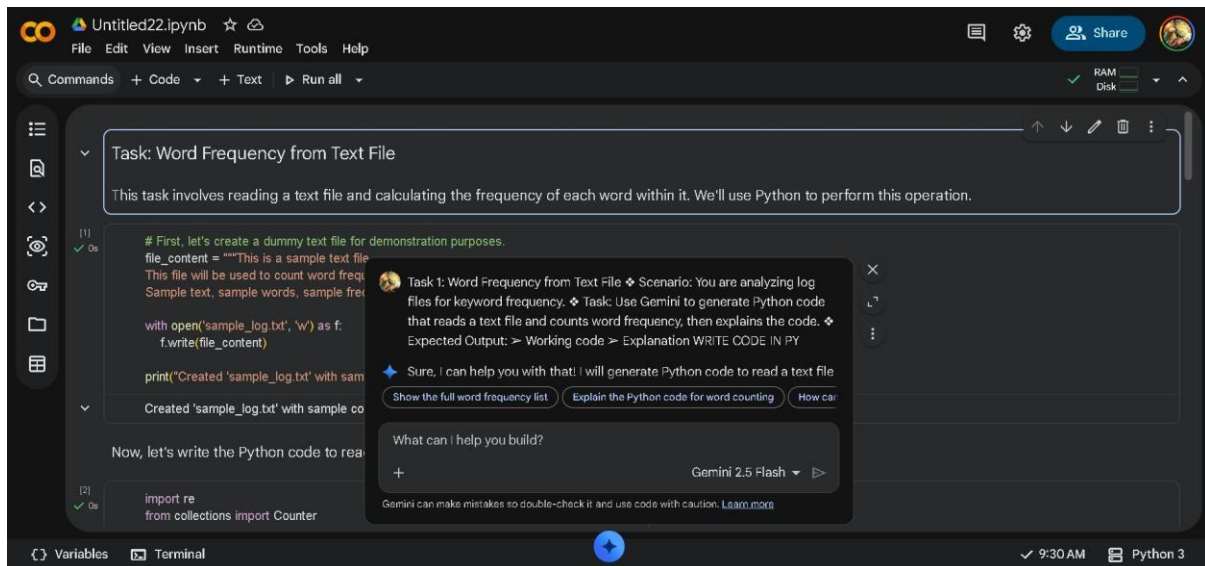 Untitled22.ipynb
File Edit View Insert Runtime Tools Help
Share
Commands + Code + Text Run all
RAM
Disk
Task: Word Frequency from Text File
This task involves reading a text file and calculating the frequency of each word within it. We'll use Python to perform this operation.
[1]
0s
# First, let's create a dummy text file for demonstration purposes.
file_content = """This is a sample text file
This file will be used to count word
Sample text, sample words, sample
with open('sample_log.txt', 'w') as f:
f.write(file_content)
print("Created 'sample_log.txt' with
Created 'sample_log.txt' with sample
Now, let's write the Python code to
[2]
0s
import re
from collections import Counter
Task 1: Word Frequency from Text File ❖ Scenario: You are analyzing log
files for keyword frequency. ❖ Task: Use Gemini to generate Python code
that reads a text file and counts word frequency, then explains the code. ❖
Expected Output: ➢ Working code ➢ Explanation WRITE CODE IN PY
Sure, I can help you with that! I will generate Python code to read a text file
Show the full word frequency list Explain the Python code for word counting How
What can I help you build?
+ Gemini 2.5 Flash
Gemini can make mistakes so double-check it and use code with caution. Learn more
{} Variables Terminal 9:30 AM Python 3